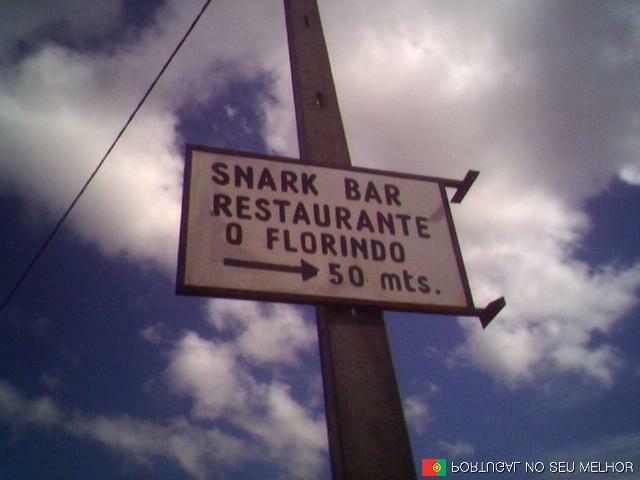 SNARK BAR
RESTAURANTE
O FLORINDO
50 mts.
PORTUGAL NO SEU MELHOR